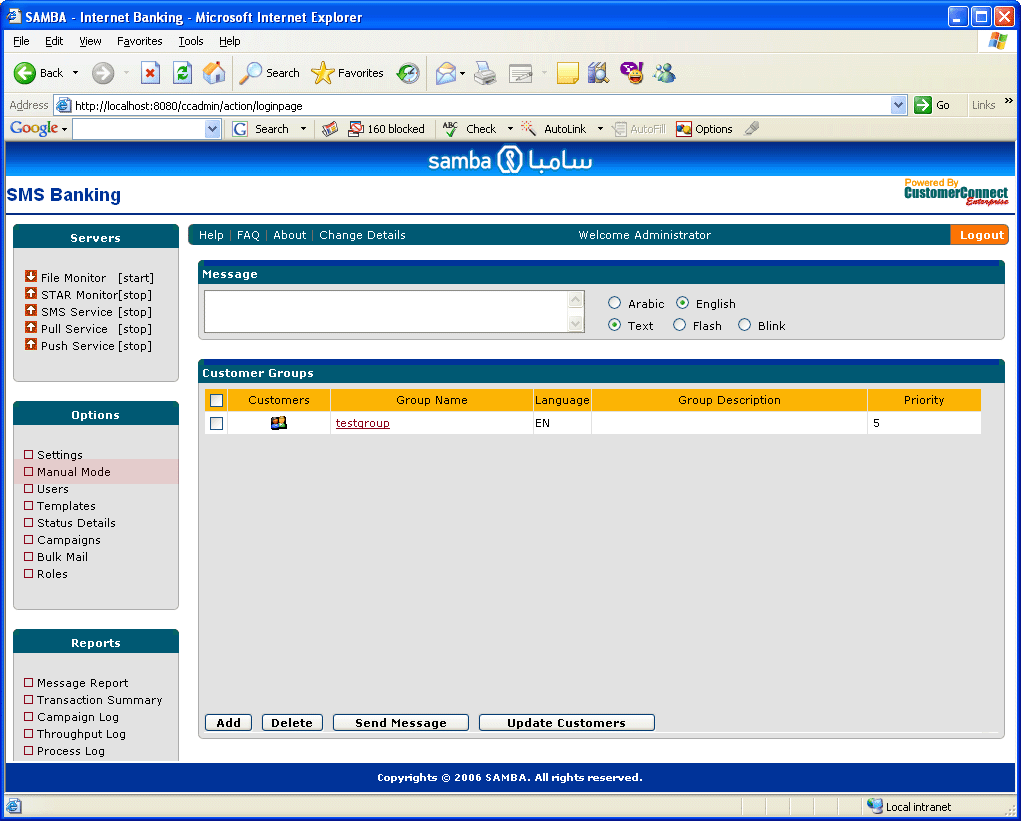 SAMBA - Internet Banking - Microsoft Internet Explorer
File Edit View Favorites Tools Help
Back Search Favorites
Address http://localhost:8080/ccadmin/action/loginpage Go Links »
Google Search 160 blocked Check AutoLink AutoFill Options
samba سامبا
SMS Banking
Powered By
CustomerConnect
Enterprise
Servers
File Monitor [start]
STAR Monitor[stop]
SMS Service [stop]
Pull Service [stop]
Push Service [stop]
Options
Settings
Manual Mode
Users
Templates
Status Details
Campaigns
Bulk Mail
Roles
Reports
Message Report
Transaction Summary
Campaign Log
Throughput Log
Process Log
Help | FAQ | About | Change Details Welcome Administrator Logout
Message
Arabic English
Text Flash Blink
Customer Groups
Customers Group Name Language Group Description Priority
testgroup EN 5
Add Delete Send Message Update Customers
Copyrights © 2006 SAMBA. All rights reserved.
Local intranet